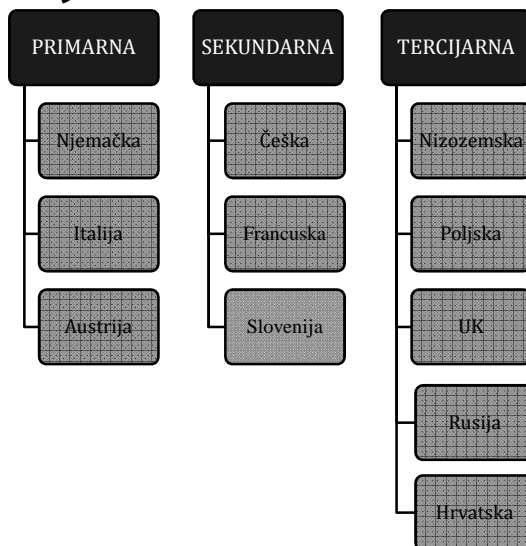 PRIMARNA
Njemačka
Italija
Austrija
SEKUNDARNA
Češka
Francuska
Slovenija
TERCIJARNA
Nizozemska
Poljska
UK
Rusija
Hrvatska